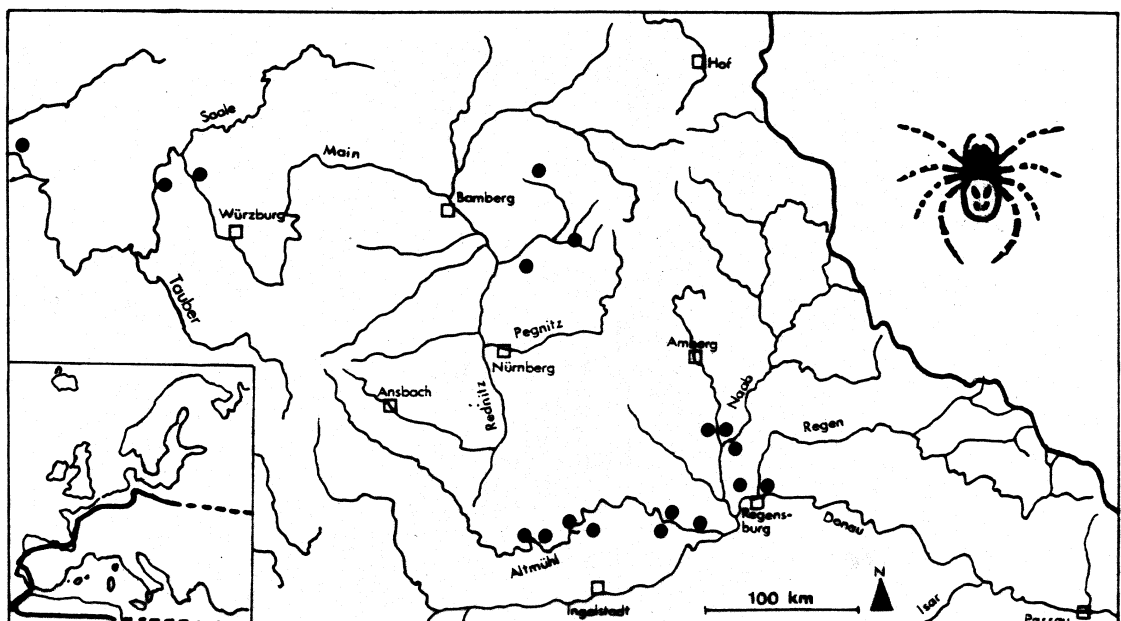 Hof
Saale
Main
Bamberg
Würzburg
Tauber
Pegnitz
Nürnberg
Amberg
Ansbach
Rednitz
Naab
Regen
Regens-
burg
Donau
Altmühl
Ingolstadt
100 km
N
Isar
Passau